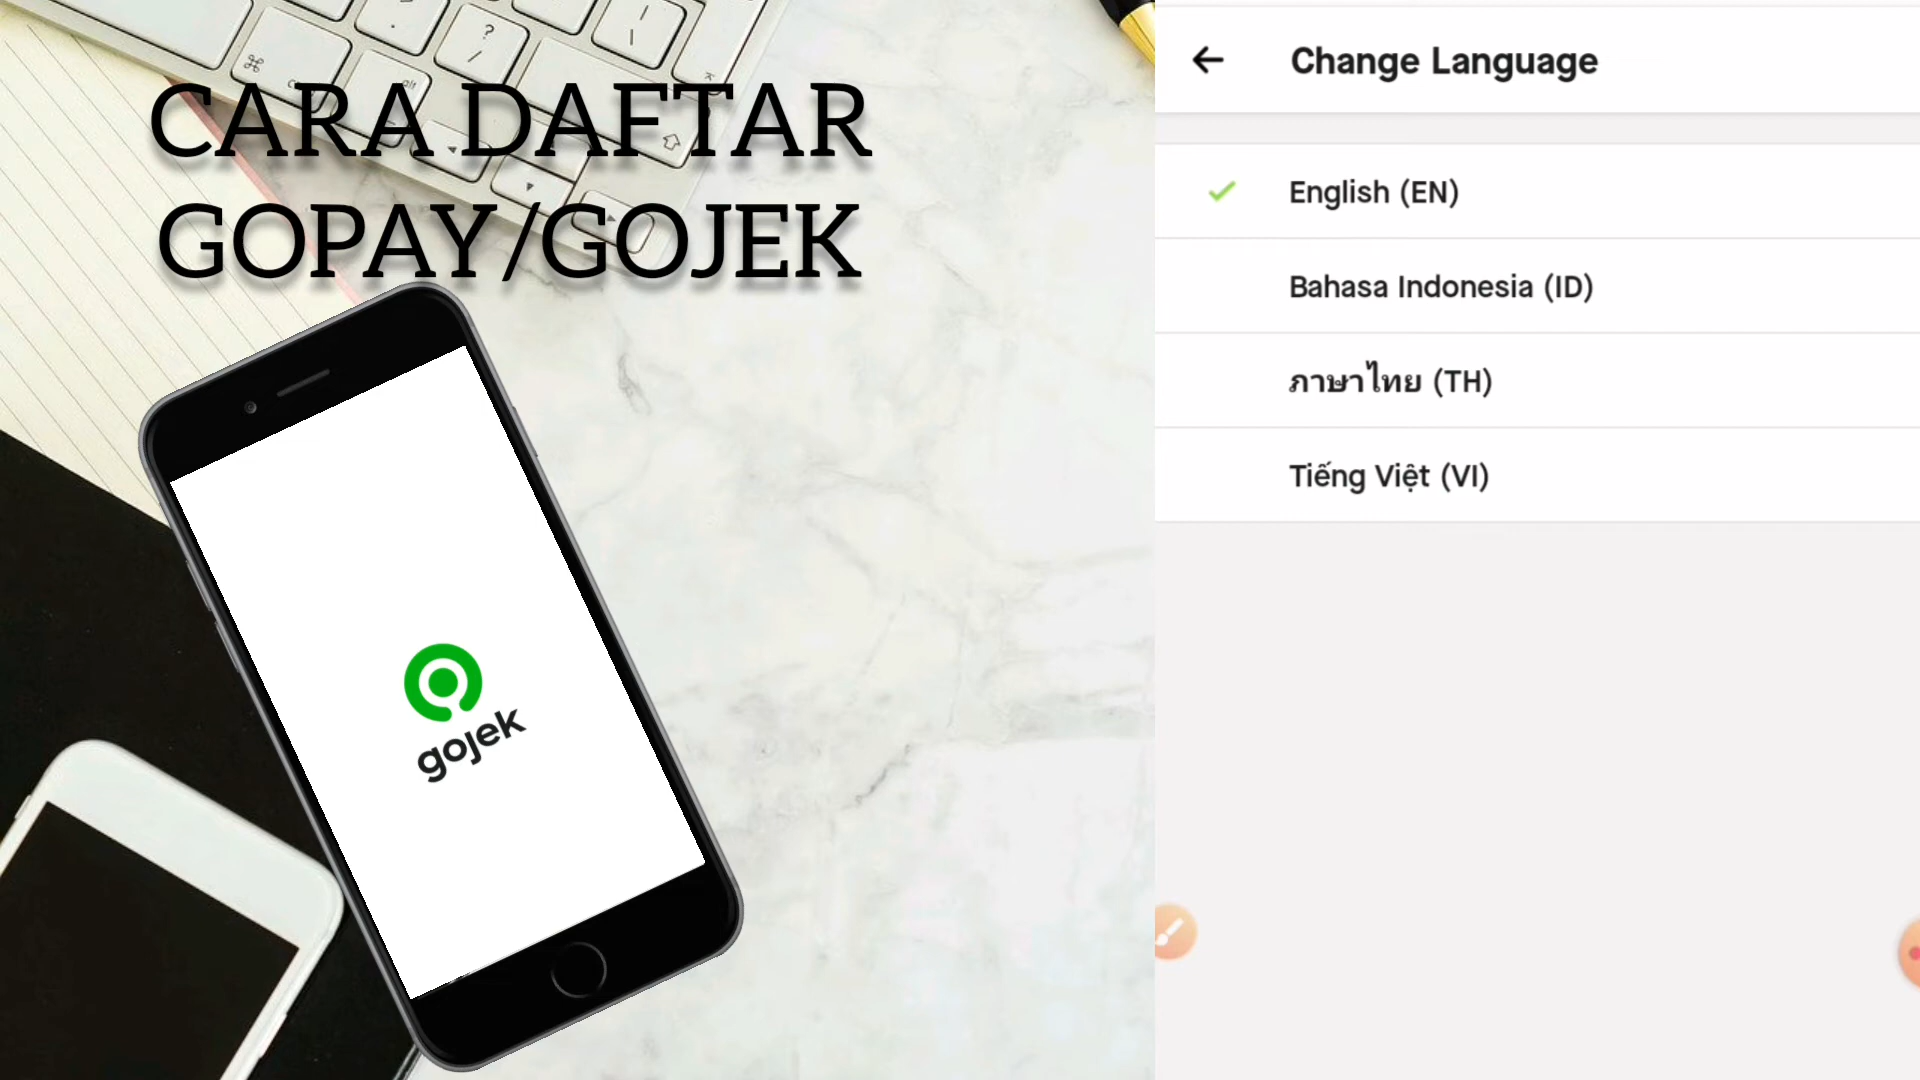 CARA DAFTAR
GOPAY/GOJEK
gojek
Change Language
English (EN)
Bahasa Indonesia (ID)
ภาษาไทย (TH)
Tiếng Việt (VI)